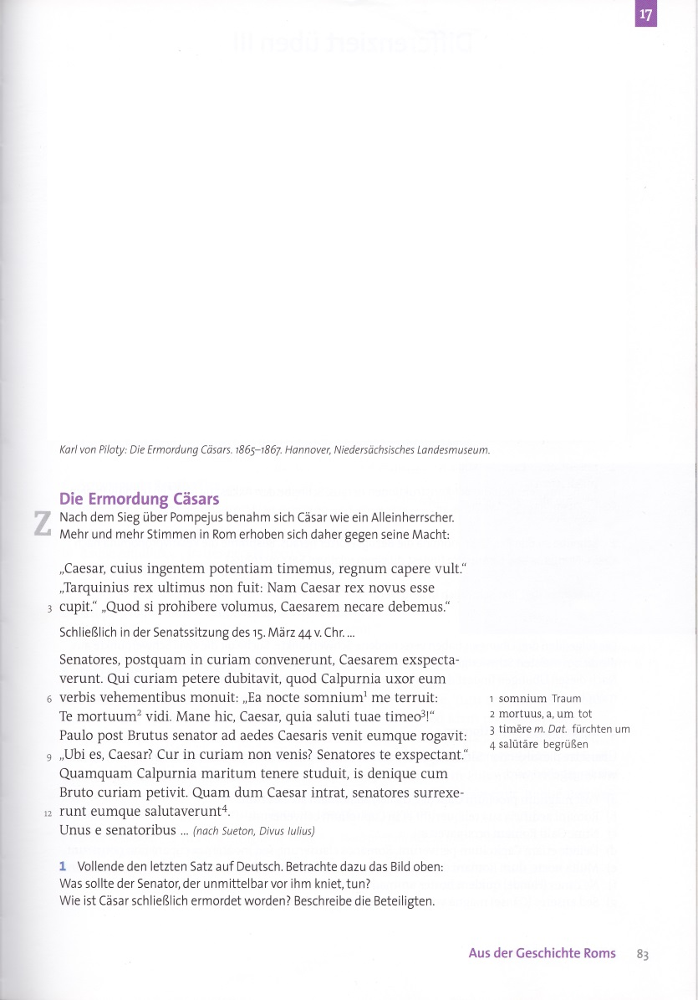 17
Differenziert üben III
Karl von Piloty: Die Ermordung Cäsars. 1865–1867. Hannover, Niedersächsisches Landesmuseum.
Die Ermordung Cäsars
Z Nach dem Sieg über Pompejus benahm sich Cäsar wie ein Alleinherrscher.
Mehr und mehr Stimmen in Rom erhoben sich daher gegen seine Macht:
„Caesar, cuius ingentem potentiam timemus, regnum capere vult.“
„Tarquinius rex ultimus non fuit: Nam Caesar rex novus esse
3 cupit.“ „Quod si prohibere volumus, Caesarem necare debemus.“
Schließlich in der Senatssitzung des 15. März 44 v. Chr. ...
Senatores, postquam in curiam convenerunt, Caesarem exspecta-
verunt. Qui curiam petere dubitavit, quod Calpurnia uxor eum
6 verbis vehementibus monuit: „Ea nocte somnium¹ me terruit:
Te mortuum² vidi. Mane hic, Caesar, quia saluti tuae timeo³!“
Paulo post Brutus senator ad aedes Caesaris venit eumque rogavit:
9 „Ubi es, Caesar? Cur in curiam non venis? Senatores te exspectant.“
Quamquam Calpurnia maritum tenere studuit, is denique cum
Bruto curiam petivit. Quam dum Caesar intrat, senatores surrexe-
12 runt eumque salutaverunt⁴.
Unus e senatoribus ... (nach Sueton, Divus Iulius)
1 somnium Traum
2 mortuus, a, um tot
3 timēre m. Dat. fürchten um
4 salūtāre begrüßen
1 Vollende den letzten Satz auf Deutsch. Betrachte dazu das Bild oben:
Was sollte der Senator, der unmittelbar vor ihm kniet, tun?
Wie ist Cäsar schließlich ermordet worden? Beschreibe die Beteiligten.
Aus der Geschichte Roms 83